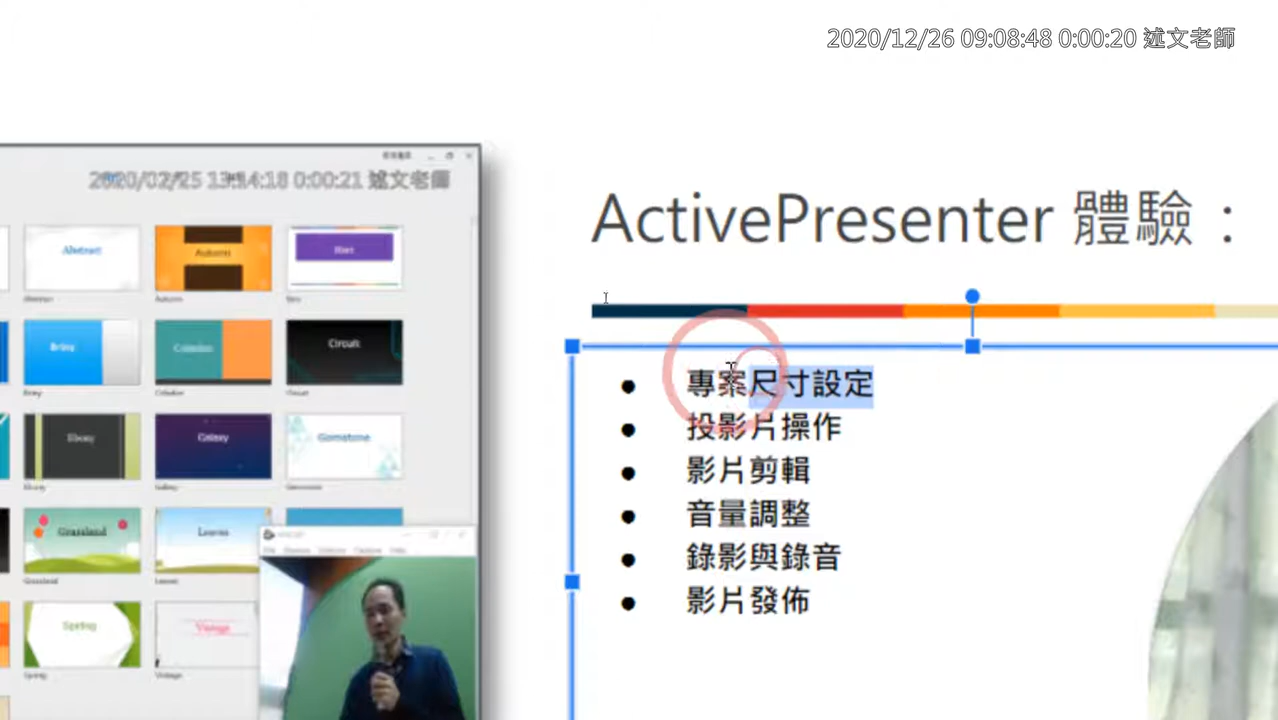 2020/12/26 09:08:48 0:00:20 述文老師
2020/02/25 13:14:18 0:00:21 述文老師
Abstract
Autumn
Circuit
Ebony
Galaxy
Gemstone
Grassland
Leaves
Spring
Vintage
ActivePresenter 體驗：
● 專案尺寸設定
● 投影片操作
● 影片剪輯
● 音量調整
● 錄影與錄音
● 影片發佈